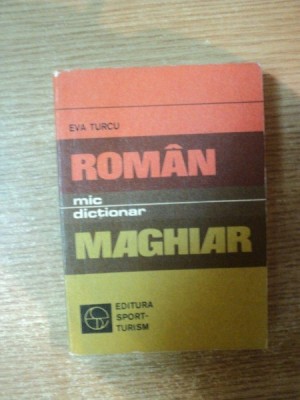 EVA TURCU
ROMÂN
mic
dicționar
MAGHIAR
EDITURA
SPORT-
TURISM